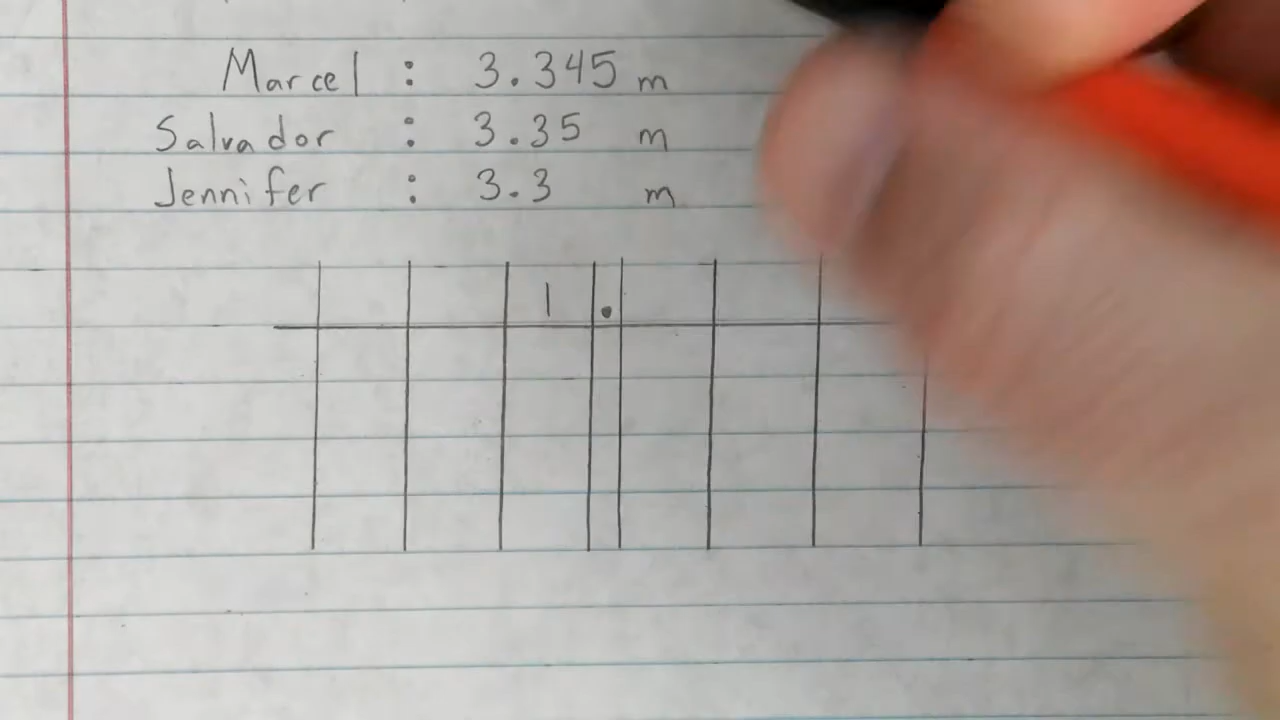 Marcel : 3.345 m
Salvador : 3.35 m
Jennifer : 3.3 m
1 .